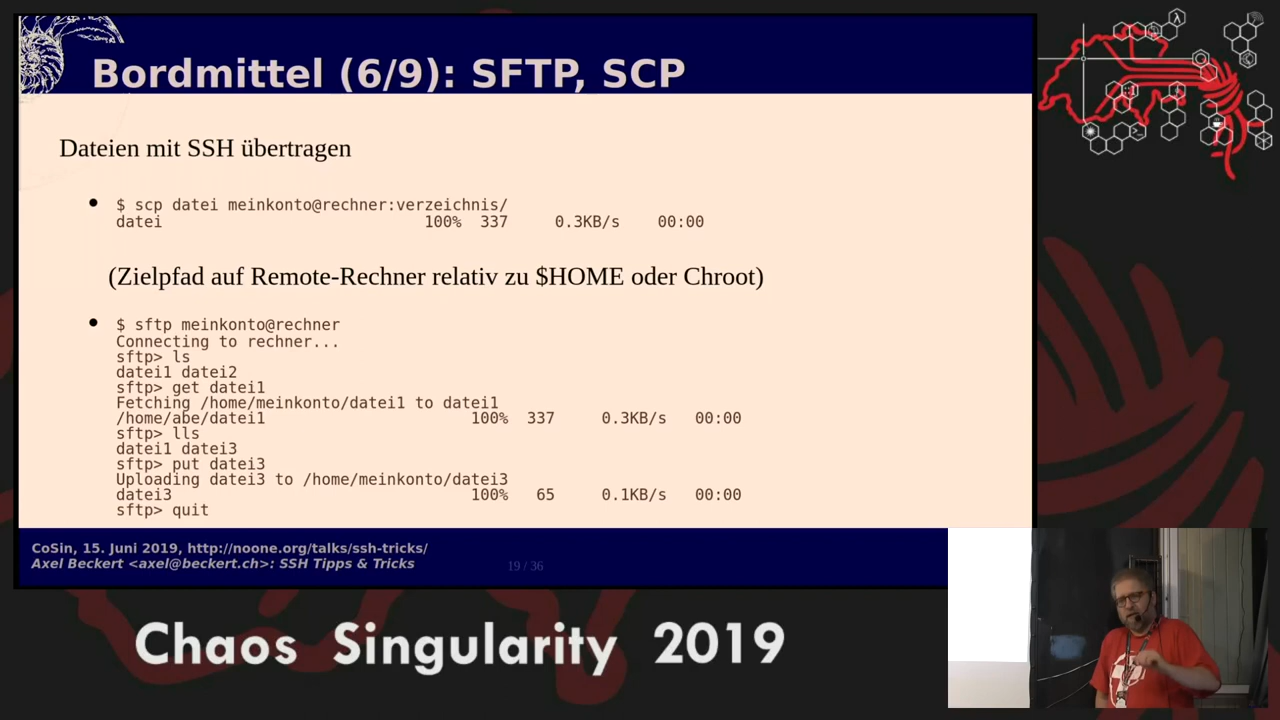 Bordmittel (6/9): SFTP, SCP
Dateien mit SSH übertragen
$ scp datei meinkonto@rechner:verzeichnis/
datei 100% 337 0.3KB/s 00:00
(Zielpfad auf Remote-Rechner relativ zu $HOME oder Chroot)
$ sftp meinkonto@rechner
Connecting to rechner...
sftp> ls
datei1 datei2
sftp> get datei1
Fetching /home/meinkonto/datei1 to datei1
/home/abe/datei1 100% 337 0.3KB/s 00:00
sftp> lls
datei1 datei3
sftp> put datei3
Uploading datei3 to /home/meinkonto/datei3
datei3 100% 65 0.1KB/s 00:00
sftp> quit
CoSin, 15. Juni 2019, http://noone.org/talks/ssh-tricks/
Axel Beckert <axel@beckert.ch>: SSH Tipps & Tricks
19 / 36
Chaos Singularity 2019